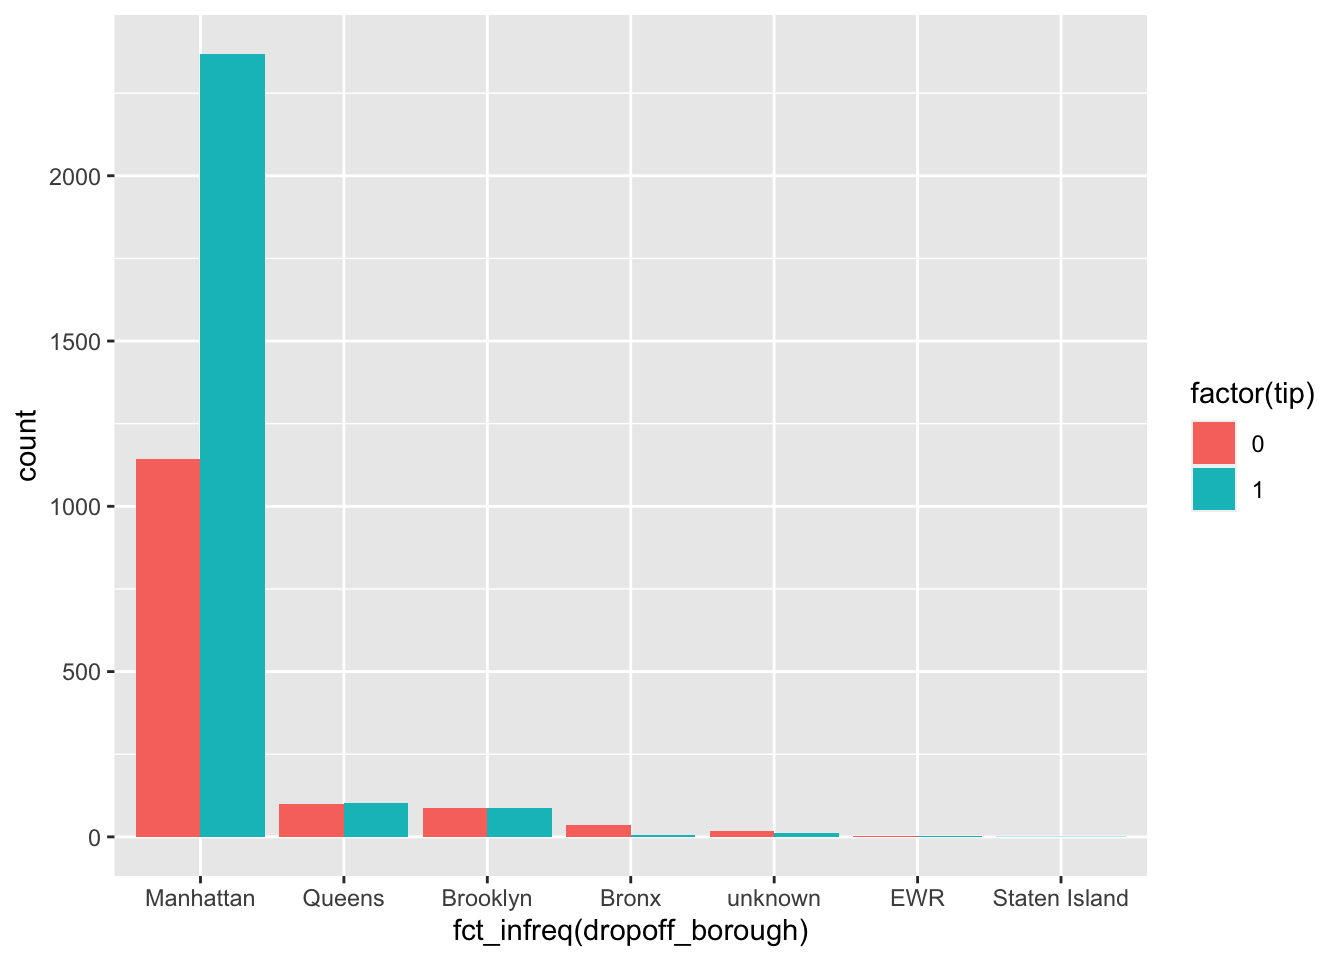 2000
1500
1000
500
0
count
Manhattan
Queens
Brooklyn
Bronx
unknown
EWR
Staten Island
fct_infreq(dropoff_borough)
factor(tip)
0
1